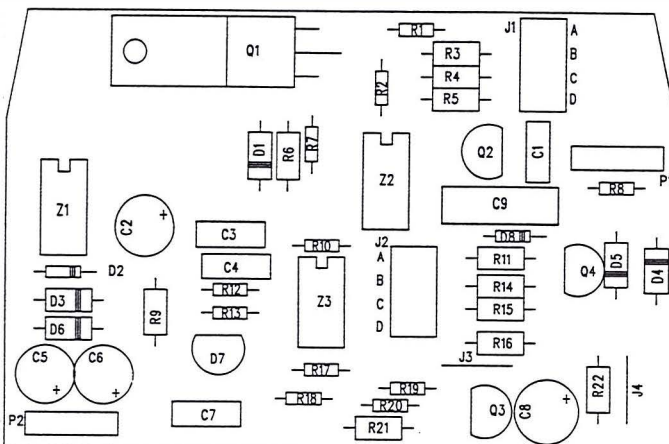 R1
J1
A
Q1
R3
B
R4
C
R2
R5
D
D1
R6
R7
Z2
Q2
C1
P
R8
Z1
C2
C9
C3
R10
J2
D8
A
R11
D5
D4
D2
C4
Q4
B
R14
D3
R9
R12
Z3
C
R15
D6
R13
D
R16
C5
C6
D7
J3
R17
R19
R22
J4
P2
C7
R18
R20
Q3
C8
R21
+
+
+
+